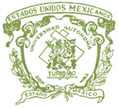 ESTADOS UNIDOS MEXICANOS
UNIVERSIDAD AUTONOMA
ESTADO MEXICO